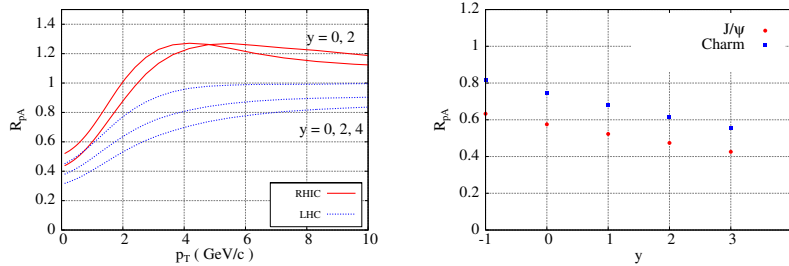 1.4
1.2
1
0.8
0.6
0.4
0.2
0
R_pA
0 2 4 6 8 10
p_T ( GeV/c )
y = 0, 2
y = 0, 2, 4
RHIC
LHC
1.2
1
0.8
0.6
0.4
0.2
0
R_pA
-1 0 1 2 3
y
J/ψ
Charm